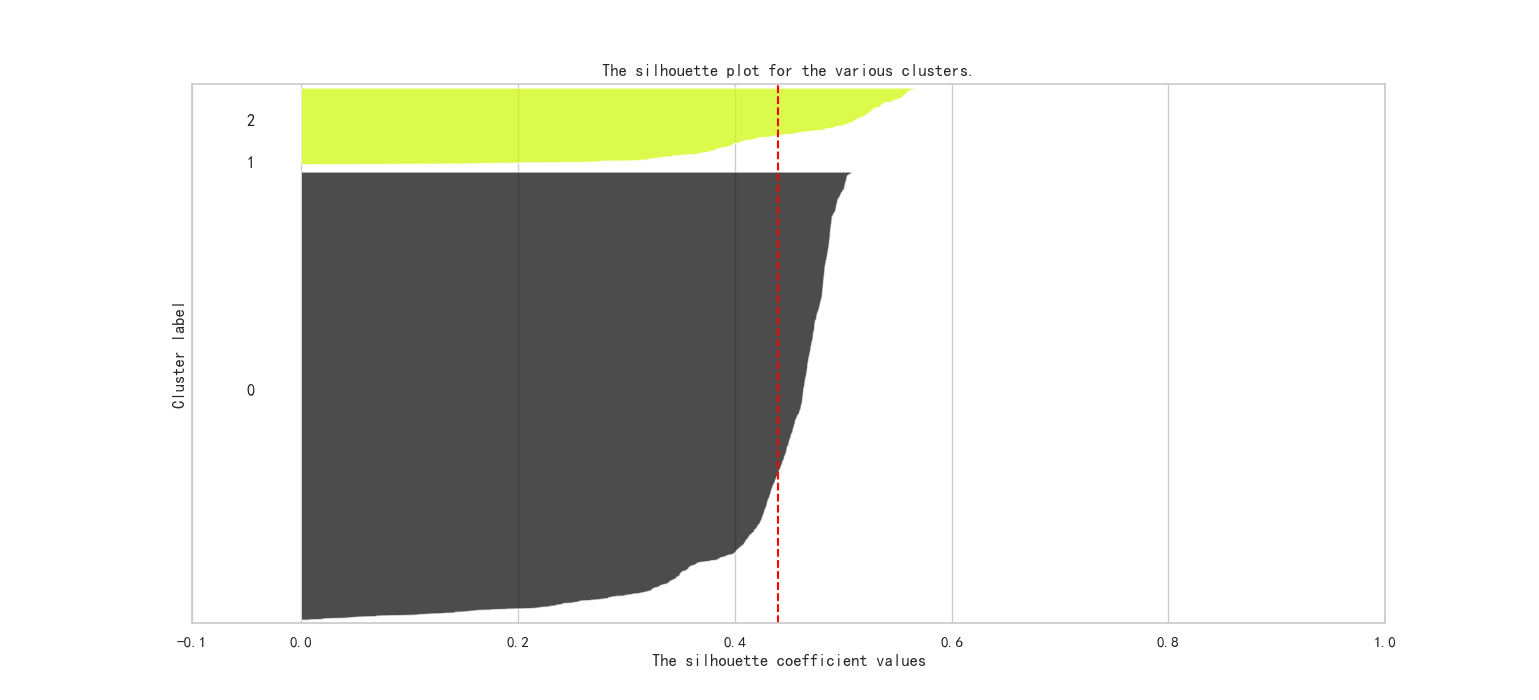 The silhouette plot for the various clusters.
2
1
0
Cluster label
-0.1 0.0 0.2 0.4 0.6 0.8 1.0
The silhouette coefficient values